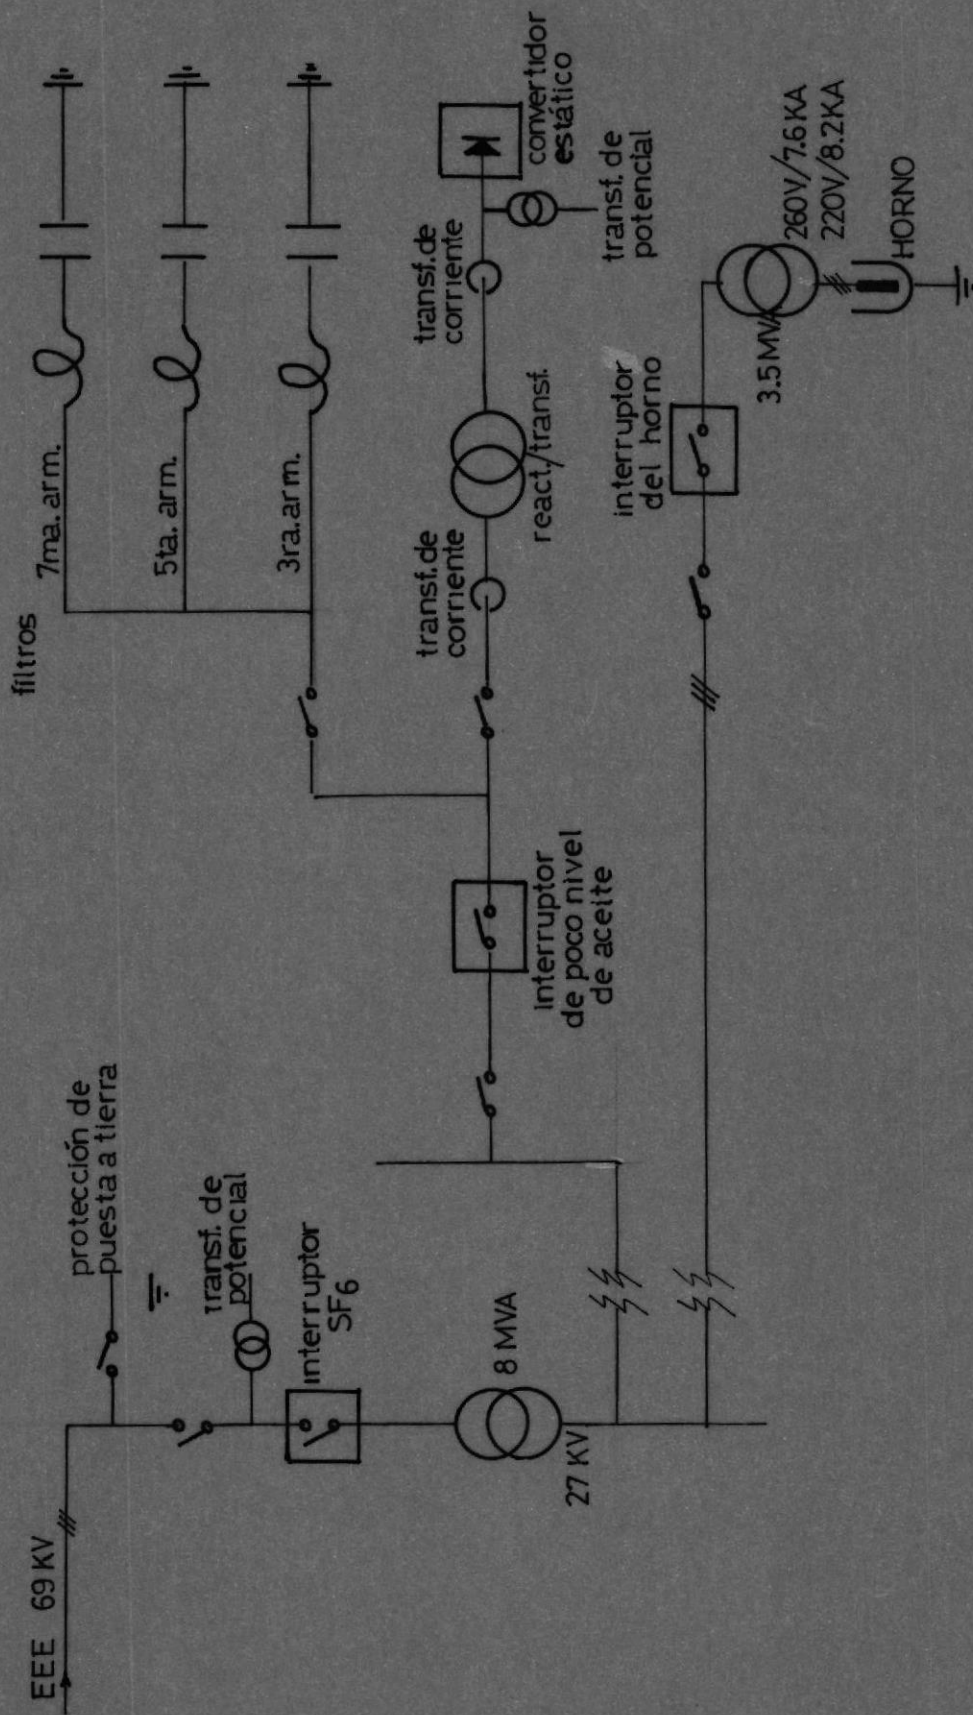 filtros
7ma. arm.
5ta. arm.
3ra. arm.
transf. de
corriente
convertidor
estático
transf. de
potencial
react./transf.
transf. de
corriente
interruptor
del horno
3.5 MVA
260V/7.6 KA
220V/8.2 KA
HORNO
interruptor
de poco nivel
de aceite
protección de
puesta a tierra
transf. de
potencial
interruptor
SF6
8 MVA
27 KV
EEE 69 KV